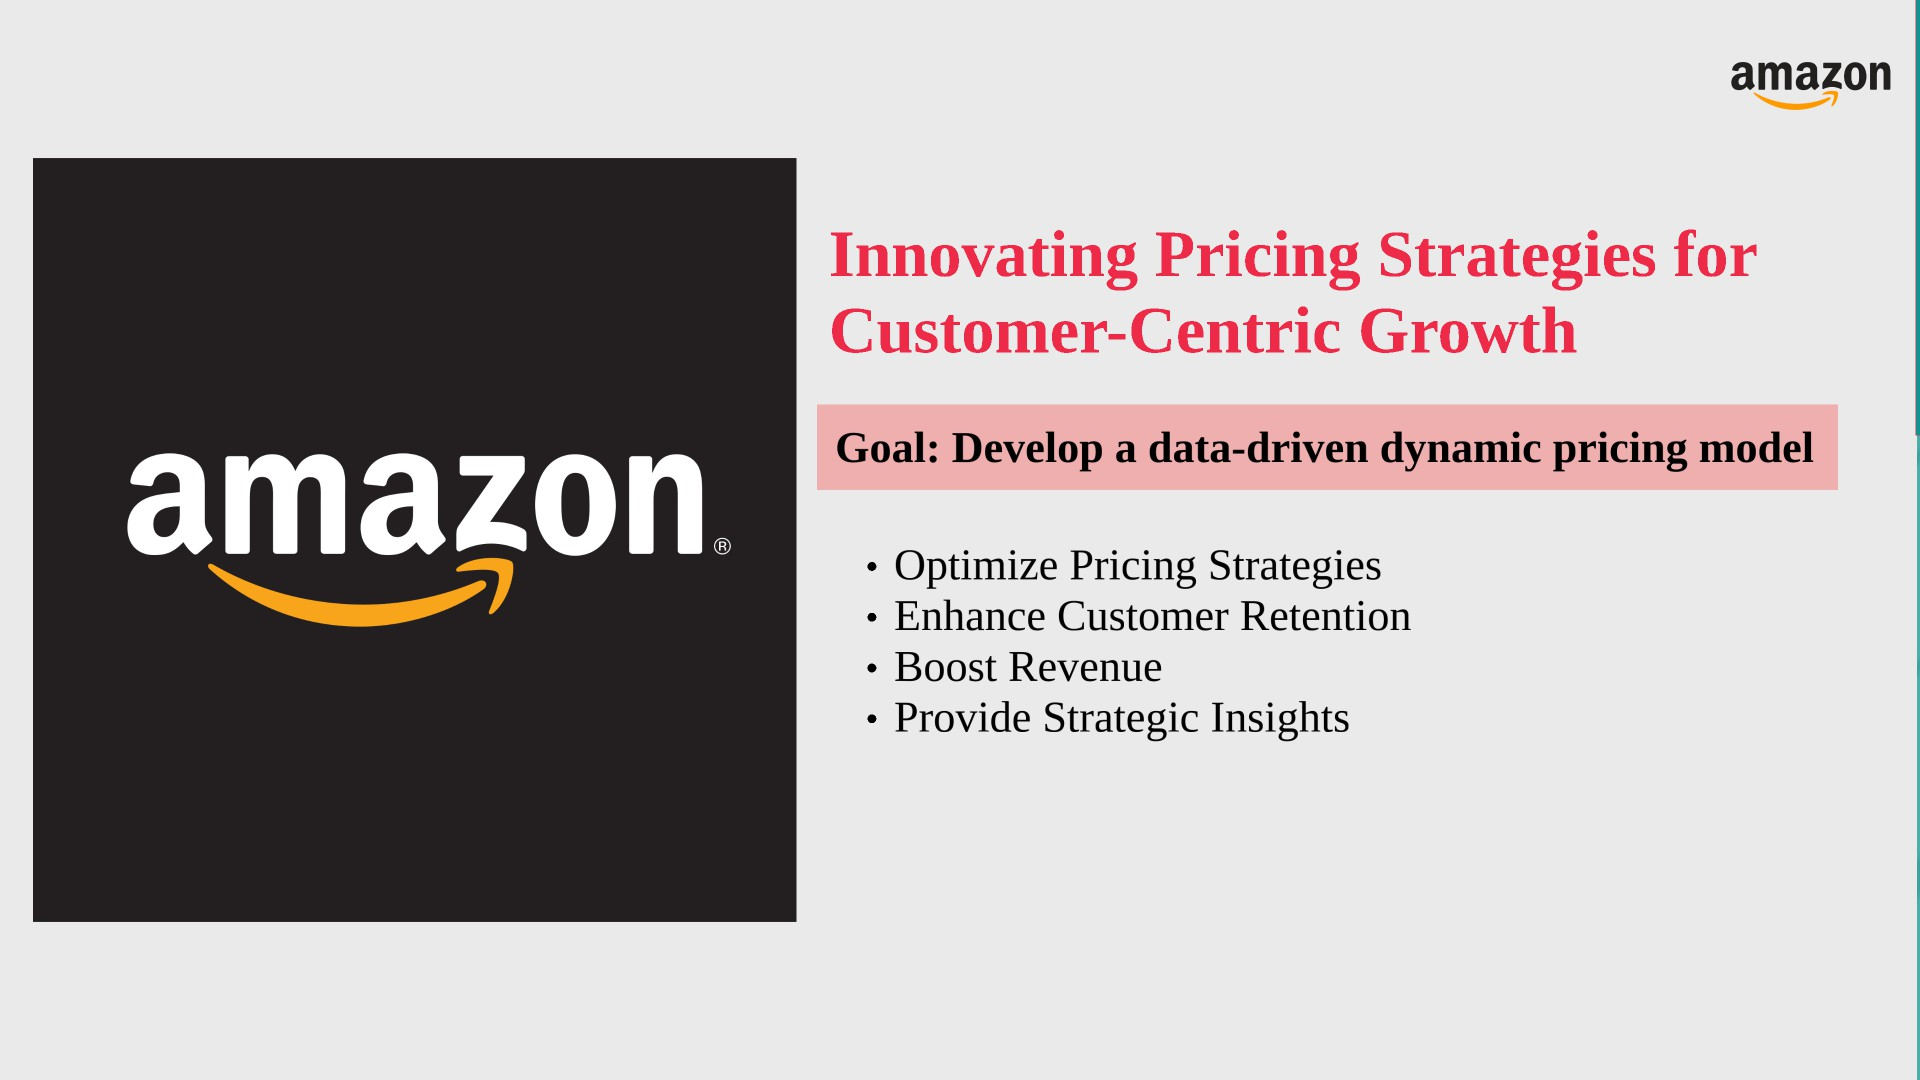 amazon
amazon®
Innovating Pricing Strategies for
Customer-Centric Growth
Goal: Develop a data-driven dynamic pricing model
• Optimize Pricing Strategies
• Enhance Customer Retention
• Boost Revenue
• Provide Strategic Insights